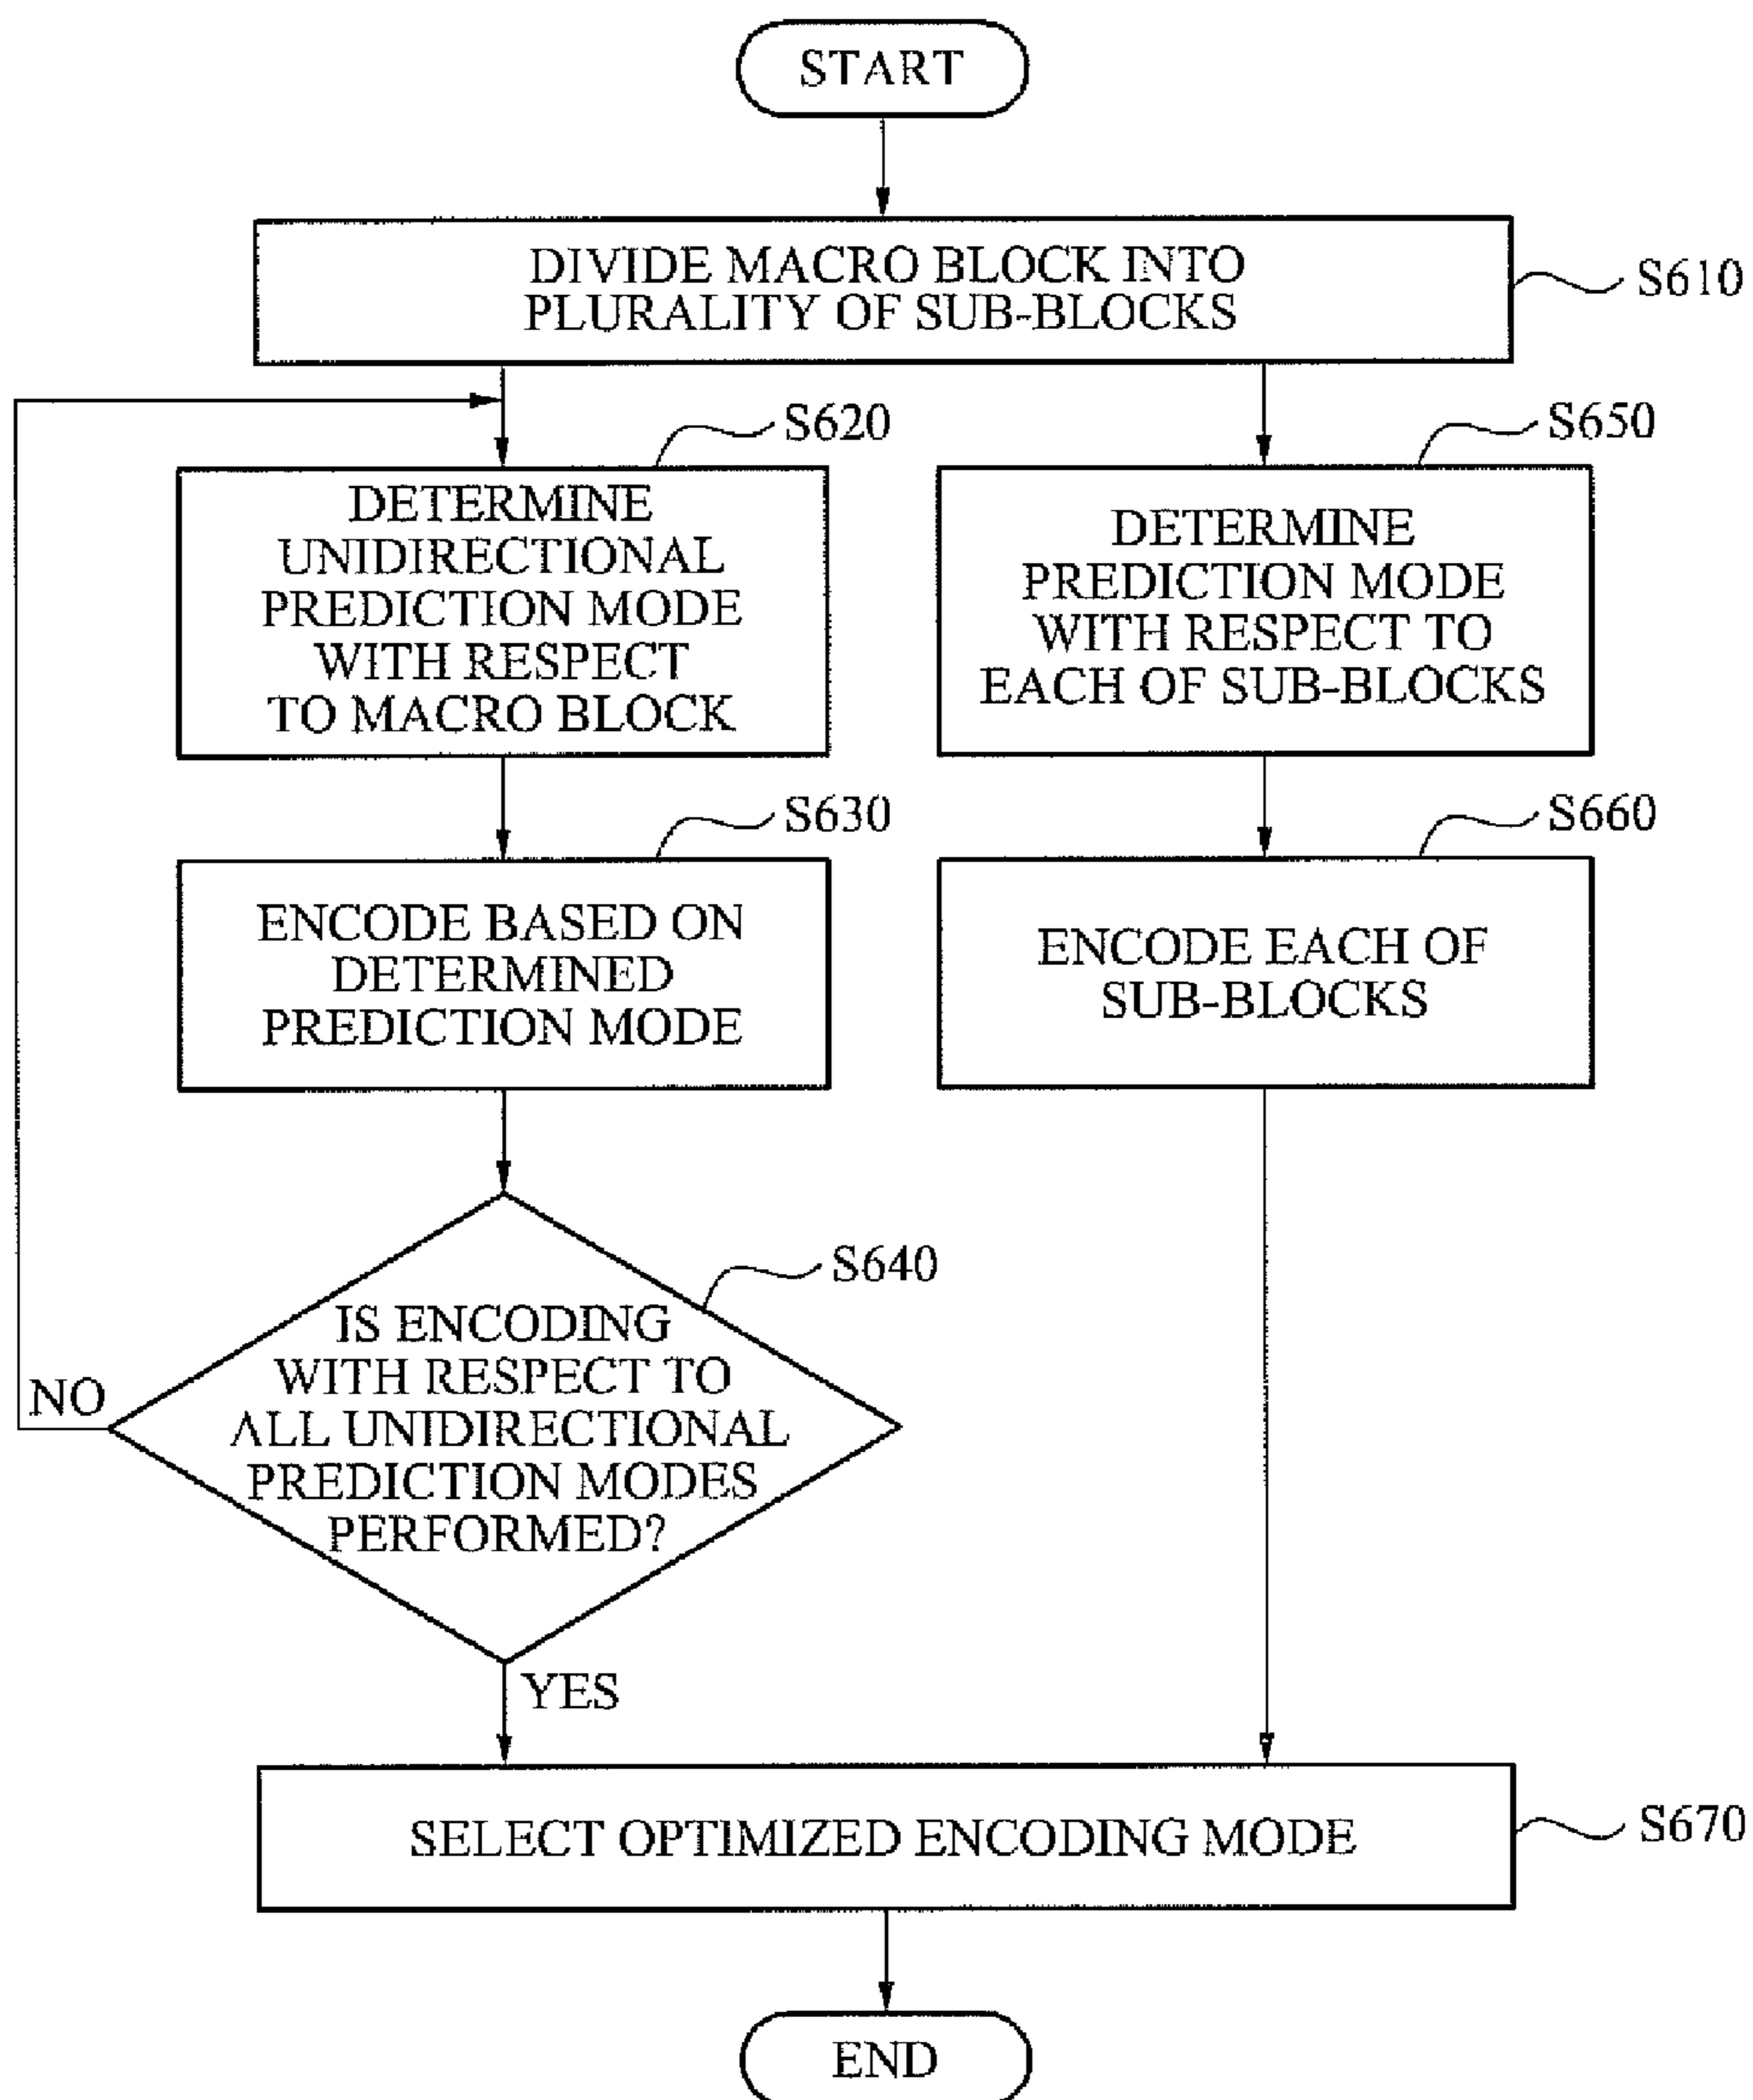 START
DIVIDE MACRO BLOCK INTO
PLURALITY OF SUB-BLOCKS
S610
S620
DETERMINE
UNIDIRECTIONAL
PREDICTION MODE
WITH RESPECT
TO MACRO BLOCK
S650
DETERMINE
PREDICTION MODE
WITH RESPECT TO
EACH OF SUB-BLOCKS
S630
ENCODE BASED ON
DETERMINED
PREDICTION MODE
S660
ENCODE EACH OF
SUB-BLOCKS
S640
IS ENCODING
WITH RESPECT TO
ALL UNIDIRECTIONAL
PREDICTION MODES
PERFORMED?
NO
YES
SELECT OPTIMIZED ENCODING MODE
S670
END